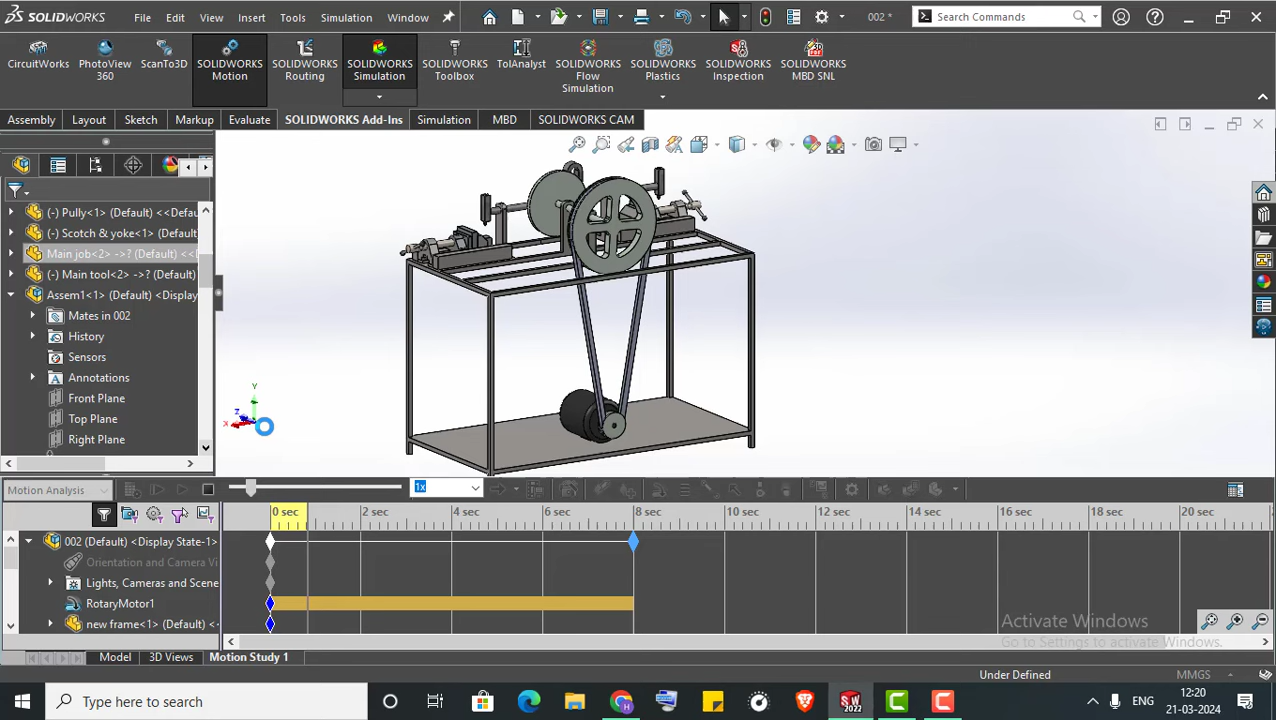 SOLIDWORKS File Edit View Insert Tools Simulation Window 002 * Search Commands
CircuitWorks PhotoView 360 ScanTo3D SOLIDWORKS Motion SOLIDWORKS Routing SOLIDWORKS Simulation SOLIDWORKS Toolbox TolAnalyst SOLIDWORKS Flow Simulation SOLIDWORKS Plastics SOLIDWORKS Inspection SOLIDWORKS MBD SNL
Assembly Layout Sketch Markup Evaluate SOLIDWORKS Add-Ins Simulation MBD SOLIDWORKS CAM
(-) Pully<1> (Default) <<Defau
(-) Scotch & yoke<1> (Default)
Main job<2> ->? (Default) <<D
(-) Main tool<2> ->? (Default)
Assem1<1> (Default) <Display
Mates in 002
History
Sensors
Annotations
Front Plane
Top Plane
Right Plane
Y
Z
X
Motion Analysis 1x
0 sec 2 sec 4 sec 6 sec 8 sec 10 sec 12 sec 14 sec 16 sec 18 sec 20 sec
002 (Default) <Display State-1>
Orientation and Camera Vi
Lights, Cameras and Scene
RotaryMotor1
new frame<1> (Default) <
Activate Windows
Go to Settings to activate Windows.
Model 3D Views Motion Study 1
Under Defined MMGS
Type here to search
SW 2022
ENG
12:20
21-03-2024